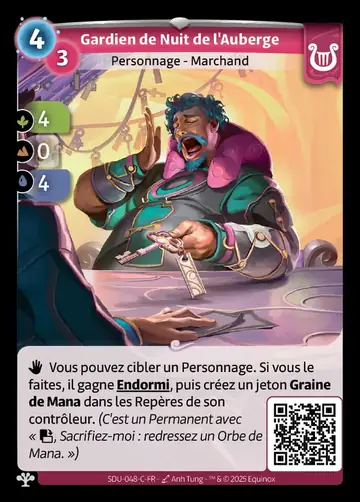 4
Gardien de Nuit de l'Auberge
3
Personnage - Marchand
4
0
4
Vous pouvez cibler un Personnage. Si vous le
faites, il gagne Endormi, puis créez un jeton Graine
de Mana dans les Repères de son
contrôleur. (C'est un Permanent avec
« , Sacrifiez-moi : redressez un Orbe
de Mana. »)
SDU-048-C-FR - Anh Tung - ™ & © 2025 Equinox